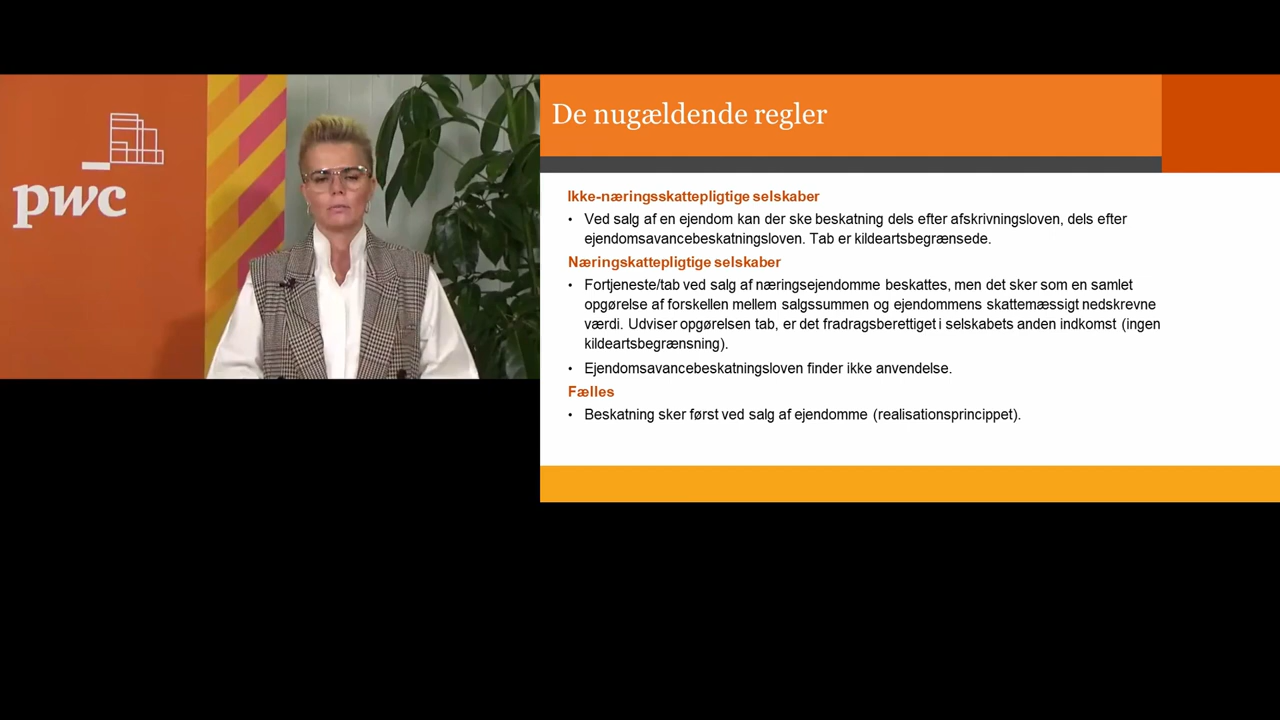 pwc
De nugældende regler
Ikke-næringsskattepligtige selskaber
• Ved salg af en ejendom kan der ske beskatning dels efter afskrivningsloven, dels efter
ejendomsavancebeskatningsloven. Tab er kildeartsbegrænsede.
Næringskattepligtige selskaber
• Fortjeneste/tab ved salg af næringsejendomme beskattes, men det sker som en samlet
opgørelse af forskellen mellem salgssummen og ejendommens skattemæssigt nedskrevne
værdi. Udviser opgørelsen tab, er det fradragsberettiget i selskabets anden indkomst (ingen
kildeartsbegrænsning).
• Ejendomsavancebeskatningsloven finder ikke anvendelse.
Fælles
• Beskatning sker først ved salg af ejendomme (realisationsprincippet).